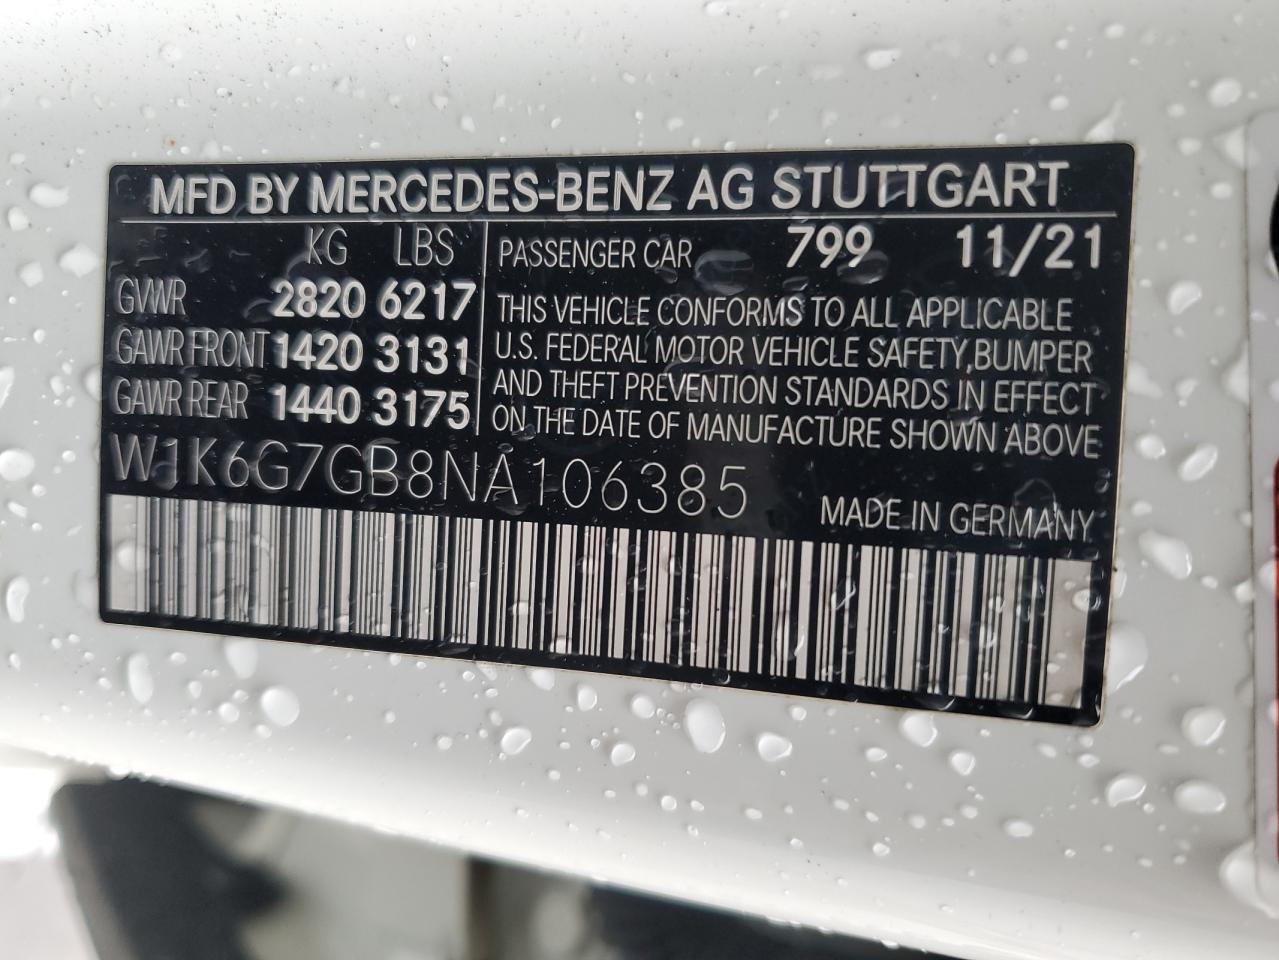 MFD BY MERCEDES-BENZ AG STUTTGART
KG LBS
GVWR 2820 6217
GAWR FRONT 1420 3131
GAWR REAR 1440 3175
PASSENGER CAR 799 11/21
THIS VEHICLE CONFORMS TO ALL APPLICABLE
U.S. FEDERAL MOTOR VEHICLE SAFETY, BUMPER
AND THEFT PREVENTION STANDARDS IN EFFECT
ON THE DATE OF MANUFACTURE SHOWN ABOVE
W1K6G7GB8NA106385
MADE IN GERMANY